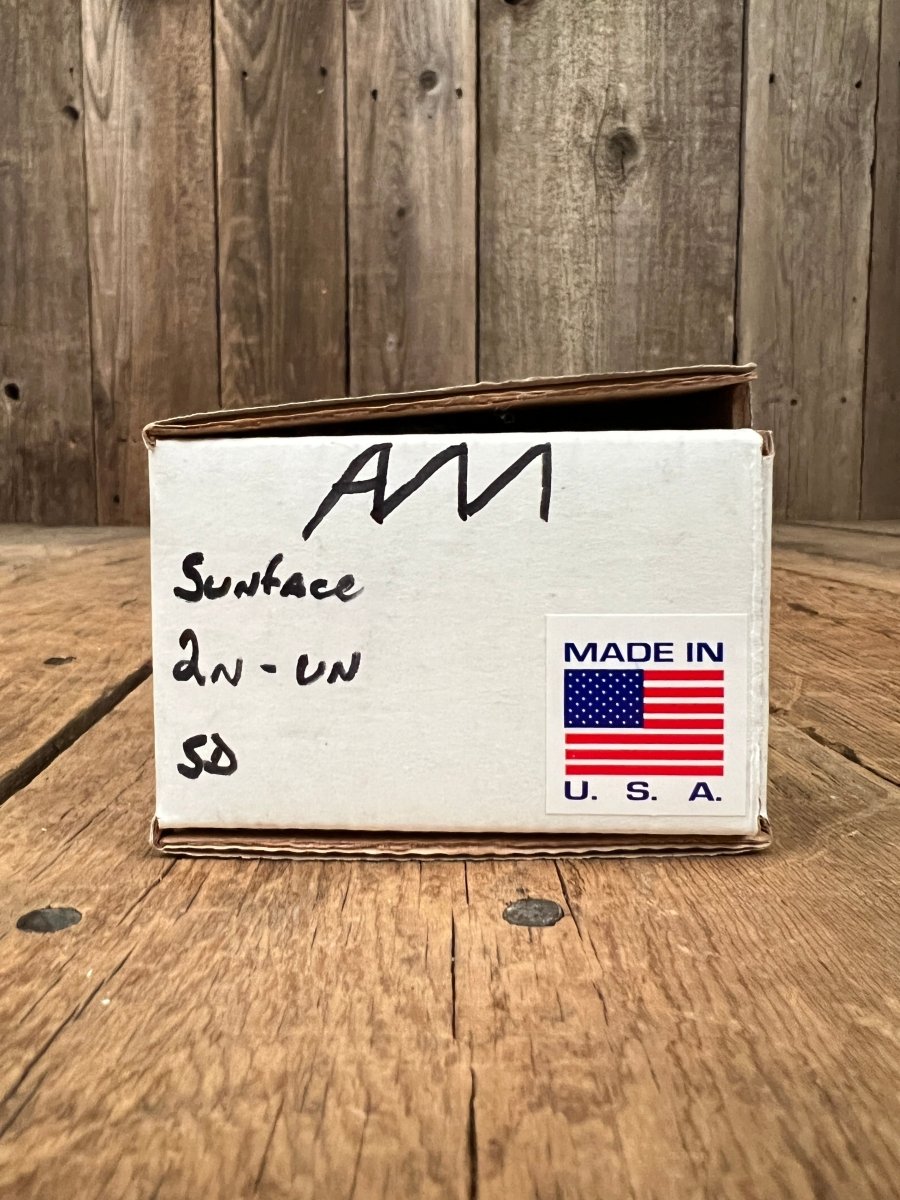 AM
Sunface
2N-UN
SD
MADE IN
U. S. A.